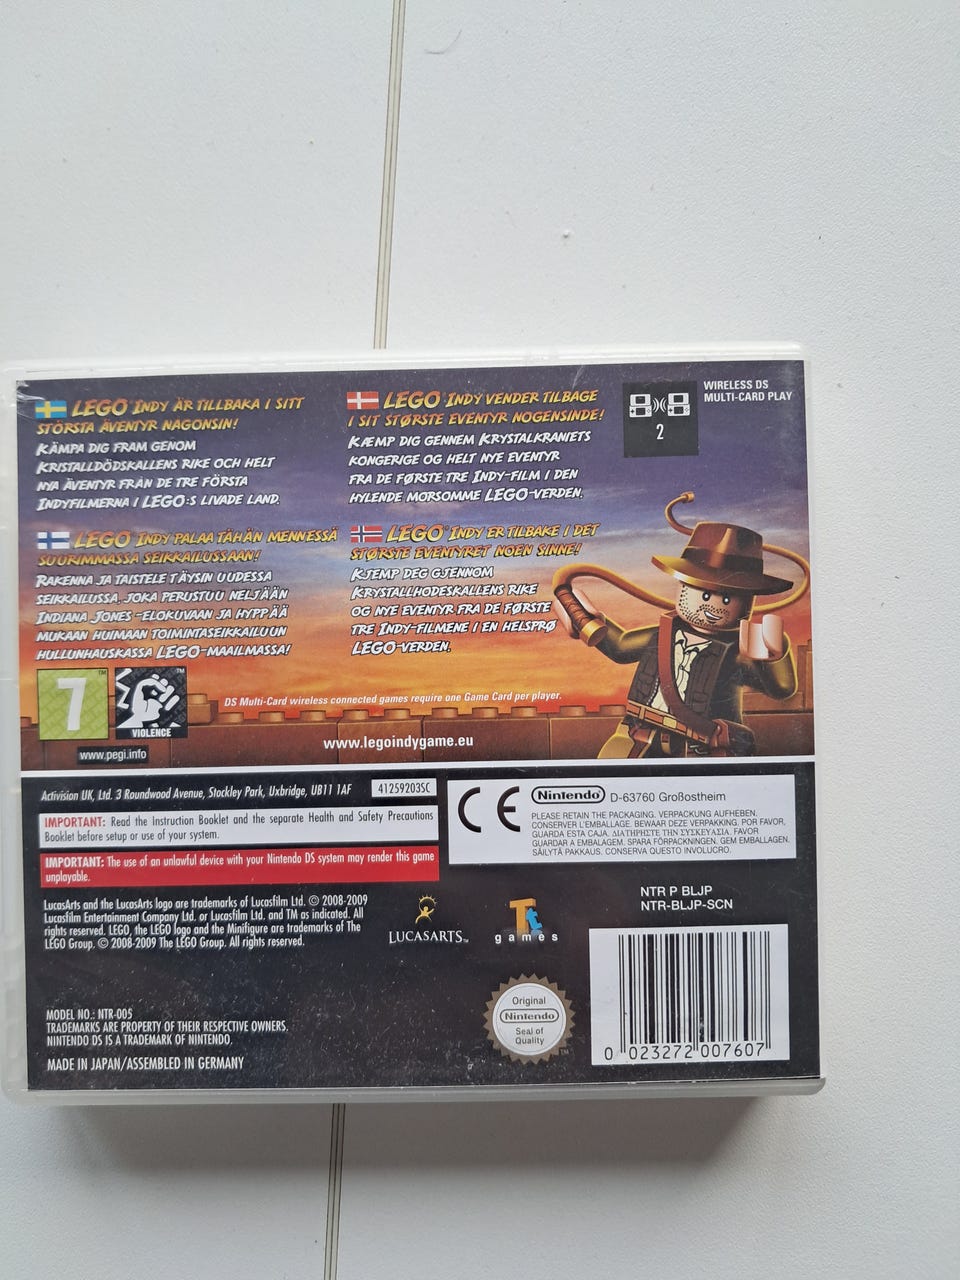 LEGO INDY ÄR TILLBAKA I SITT
STÖRSTA ÄVENTYR NÅGONSIN!
KÄMPA DIG FRAM GENOM
KRISTALLDÖDSKALLENS RIKE OCH HELT
NYA ÄVENTYR FRÅN DE TRE FÖRSTA
INDYFILMERNA I LEGO:S LIVADE LAND.
LEGO INDY VENDER TILBAGE
I SIT STØRSTE EVENTYR NOGENSINDE!
KÆMP DIG GENNEM KRYSTALKRANIETS
KONGERIGE OG HELT NYE EVENTYR
FRA DE FØRSTE TRE INDY-FILM I DEN
HYLENDE MORSOMME LEGO-VERDEN.
WIRELESS DS
MULTI-CARD PLAY
2
LEGO INDY PALAA TÄHÄN MENNESSÄ
SUURIMMASSA SEIKKAILUSSAAN!
RAKENNA JA TAISTELE TÄYSIN UUDESSA
SEIKKAILUSSA, JOKA PERUSTUU NELJÄÄN
INDIANA JONES -ELOKUVAAN JA HYPPÄÄ
MUKAAN HUIMAAN TOIMINTASEIKKAILUUN
HULLUNHAUSKASSA LEGO-MAAILMASSA!
LEGO INDY ER TILBAKE I DET
STØRSTE EVENTYRET NOEN SINNE!
KJEMP DEG GJENNOM
KRYSTALLHODESKALLENS RIKE
OG NYE EVENTYR FRA DE FØRSTE
TRE INDY-FILMENE I EN HELSPRØ
LEGO-VERDEN.
7
VIOLENCE
www.pegi.info
DS Multi-Card wireless connected games require one Game Card per player.
www.legoindygame.eu
Activision UK, Ltd. 3 Roundwood Avenue, Stockley Park, Uxbridge, UB11 1AF
41259203SC
IMPORTANT: Read the Instruction Booklet and the separate Health and Safety Precautions
Booklet before setup or use of your system.
IMPORTANT: The use of an unlawful device with your Nintendo DS system may render this game
unplayable.
CE
Nintendo D-63760 Großostheim
PLEASE RETAIN THE PACKAGING. VERPACKUNG AUFHEBEN.
CONSERVER L'EMBALLAGE. BEWAAR DEZE VERPAKKING. POR FAVOR,
GUARDA ESTA CAJA. ΔΙΑΤΗΡΗΣΤΕ ΤΗΝ ΣΥΣΚΕΥΑΣΙΑ. FAVOR
GUARDAR A EMBALAGEM. SPARA FÖRPACKNINGEN. GEM EMBALLAGEN.
SÄILYTÄ PAKKAUS. CONSERVA QUESTO INVOLUCRO.
LucasArts and the LucasArts logo are trademarks of Lucasfilm Ltd. © 2008-2009
Lucasfilm Entertainment Company Ltd. or Lucasfilm Ltd. and TM as indicated. All
rights reserved. LEGO, the LEGO logo and the Minifigure are trademarks of The
LEGO Group. © 2008-2009 The LEGO Group. All rights reserved.
LUCASARTS™
Tt
games
NTR P BLJP
NTR-BLJP-SCN
MODEL NO.: NTR-005
TRADEMARKS ARE PROPERTY OF THEIR RESPECTIVE OWNERS.
NINTENDO DS IS A TRADEMARK OF NINTENDO.
MADE IN JAPAN/ASSEMBLED IN GERMANY
Original
Nintendo
Seal of
Quality
TM
0 023272 007607